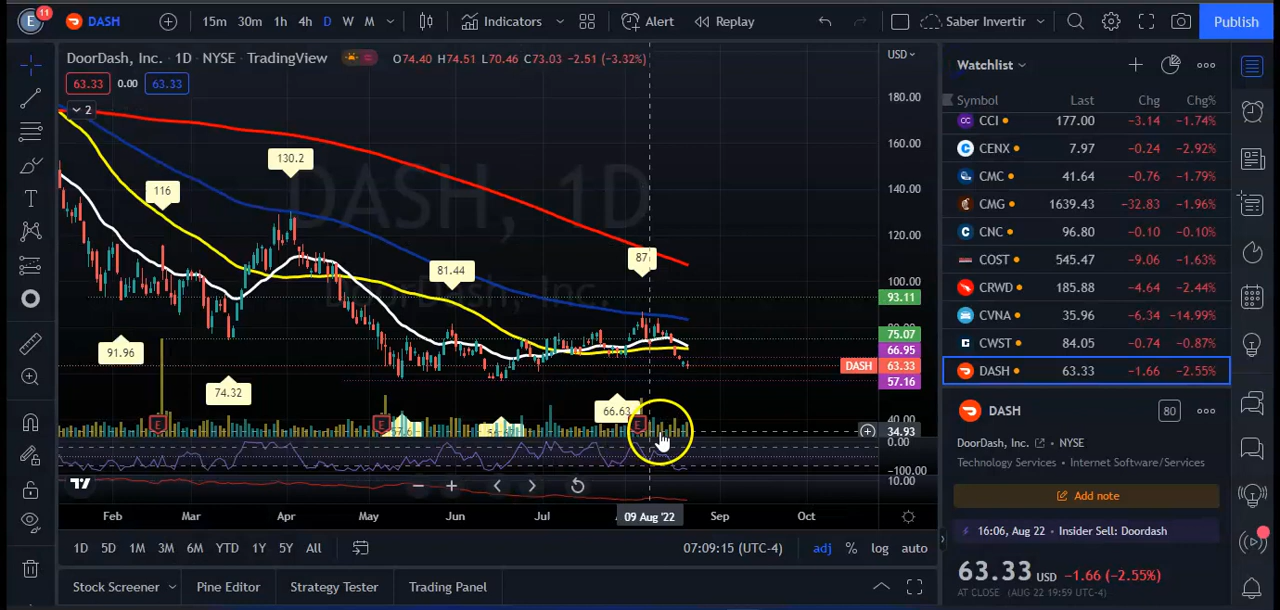 E 11 DASH 15m 30m 1h 4h D W M Indicators Alert Replay Saber Invertir Publish
DoorDash, Inc. · 1D · NYSE · TradingView O74.40 H74.51 L70.46 C73.03 −2.51 (−3.32%) USD
63.33 0.00 63.33
2
180.00
160.00
140.00
120.00
100.00
93.11
75.07
66.95
DASH 63.33
57.16
40.00
34.93
0.00
−100.00
10.00
DASH, 1D
DoorDash, Inc.
130.2
116
87
81.44
91.96
74.32
66.63
E E E
Feb Mar Apr May Jun Jul 09 Aug '22 Sep Oct
1D 5D 1M 3M 6M YTD 1Y 5Y All 07:09:15 (UTC-4) adj % log auto
Stock Screener Pine Editor Strategy Tester Trading Panel
Watchlist
Symbol Last Chg Chg%
CCI 177.00 −3.14 −1.74%
CENX 7.97 −0.24 −2.92%
CMC 41.64 −0.76 −1.79%
CMG 1639.43 −32.83 −1.96%
CNC 96.80 −0.10 −0.10%
COST 545.47 −9.06 −1.63%
CRWD 185.88 −4.64 −2.44%
CVNA 35.96 −6.34 −14.99%
CWST 84.05 −0.74 −0.87%
DASH 63.33 −1.66 −2.55%
DASH 80
DoorDash, Inc. · NYSE
Technology Services · Internet Software/Services
Add note
16:06, Aug 22 · Insider Sell: Doordash
63.33 USD −1.66 (−2.55%)
AT CLOSE (AUG 22 19:59 UTC-4)